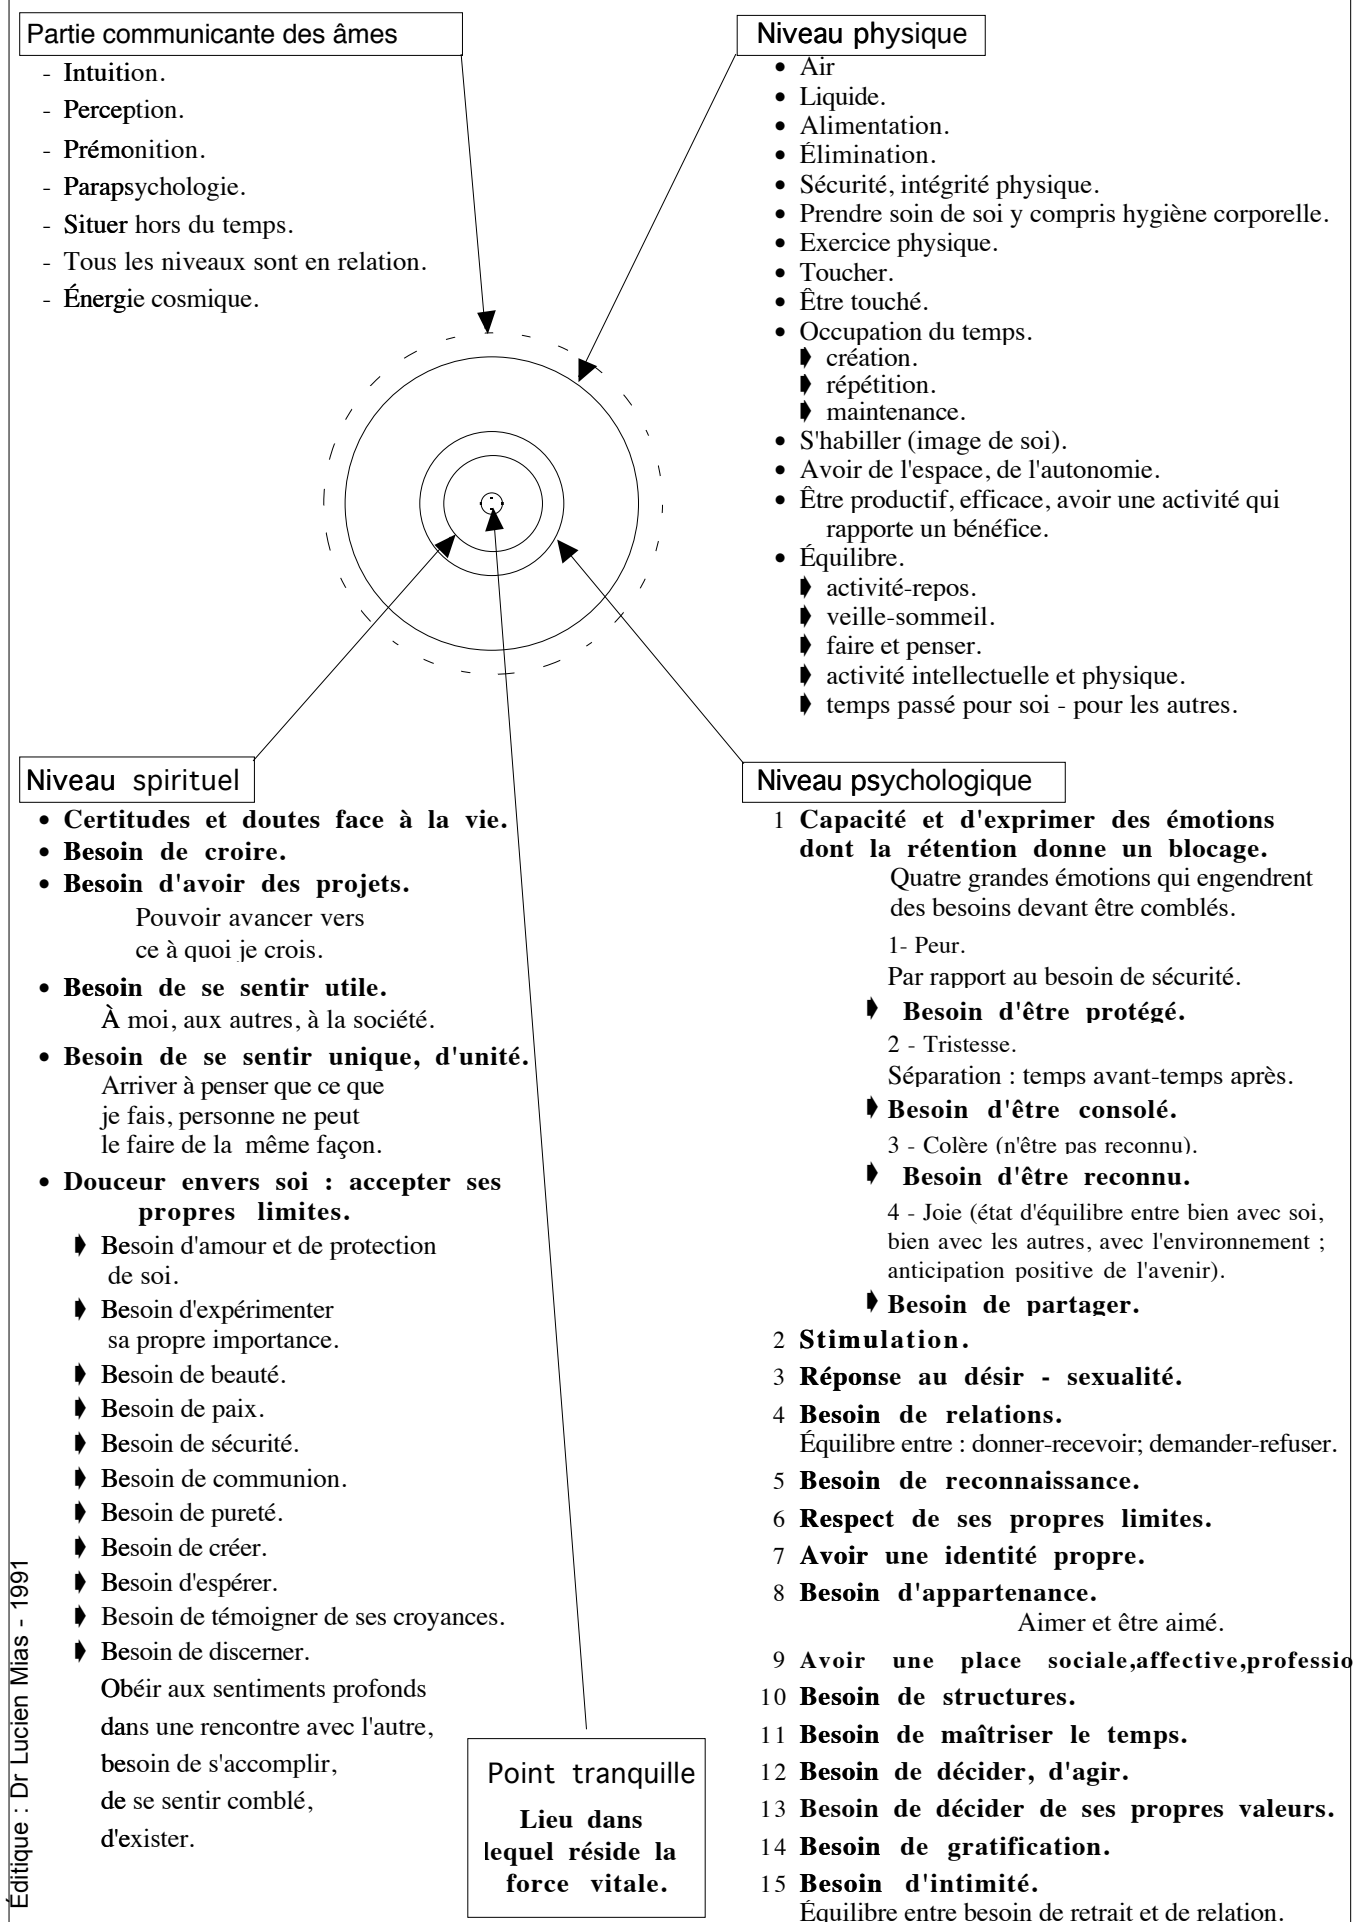 Partie communicante des âmes
- Intuition.
- Perception.
- Prémonition.
- Parapsychologie.
- Situer hors du temps.
- Tous les niveaux sont en relation.
- Énergie cosmique.
Niveau physique
• Air
• Liquide.
• Alimentation.
• Élimination.
• Sécurité, intégrité physique.
• Prendre soin de soi y compris hygiène corporelle.
• Exercice physique.
• Toucher.
• Être touché.
• Occupation du temps.
création.
répétition.
maintenance.
• S'habiller (image de soi).
• Avoir de l'espace, de l'autonomie.
• Être productif, efficace, avoir une activité qui
rapporte un bénéfice.
• Équilibre.
activité-repos.
veille-sommeil.
faire et penser.
activité intellectuelle et physique.
temps passé pour soi - pour les autres.
Niveau spirituel
• Certitudes et doutes face à la vie.
• Besoin de croire.
• Besoin d'avoir des projets.
Pouvoir avancer vers
ce à quoi je crois.
• Besoin de se sentir utile.
À moi, aux autres, à la société.
• Besoin de se sentir unique, d'unité.
Arriver à penser que ce que
je fais, personne ne peut
le faire de la même façon.
• Douceur envers soi : accepter ses
propres limites.
Besoin d'amour et de protection
de soi.
Besoin d'expérimenter
sa propre importance.
Besoin de beauté.
Besoin de paix.
Besoin de sécurité.
Besoin de communion.
Besoin de pureté.
Besoin de créer.
Besoin d'espérer.
Besoin de témoigner de ses croyances.
Besoin de discerner.
Obéir aux sentiments profonds
dans une rencontre avec l'autre,
besoin de s'accomplir,
de se sentir comblé,
d'exister.
Point tranquille
Lieu dans
lequel réside la
force vitale.
Niveau psychologique
1 Capacité et d'exprimer des émotions
dont la rétention donne un blocage.
Quatre grandes émotions qui engendrent
des besoins devant être comblés.
1- Peur.
Par rapport au besoin de sécurité.
Besoin d'être protégé.
2 - Tristesse.
Séparation : temps avant-temps après.
Besoin d'être consolé.
3 - Colère (n'être pas reconnu).
Besoin d'être reconnu.
4 - Joie (état d'équilibre entre bien avec soi,
bien avec les autres, avec l'environnement ;
anticipation positive de l'avenir).
Besoin de partager.
2 Stimulation.
3 Réponse au désir - sexualité.
4 Besoin de relations.
Équilibre entre : donner-recevoir; demander-refuser.
5 Besoin de reconnaissance.
6 Respect de ses propres limites.
7 Avoir une identité propre.
8 Besoin d'appartenance.
Aimer et être aimé.
9 Avoir une place sociale,affective,professio
10 Besoin de structures.
11 Besoin de maîtriser le temps.
12 Besoin de décider, d'agir.
13 Besoin de décider de ses propres valeurs.
14 Besoin de gratification.
15 Besoin d'intimité.
Équilibre entre besoin de retrait et de relation.
Éditique : Dr Lucien Mias - 1991